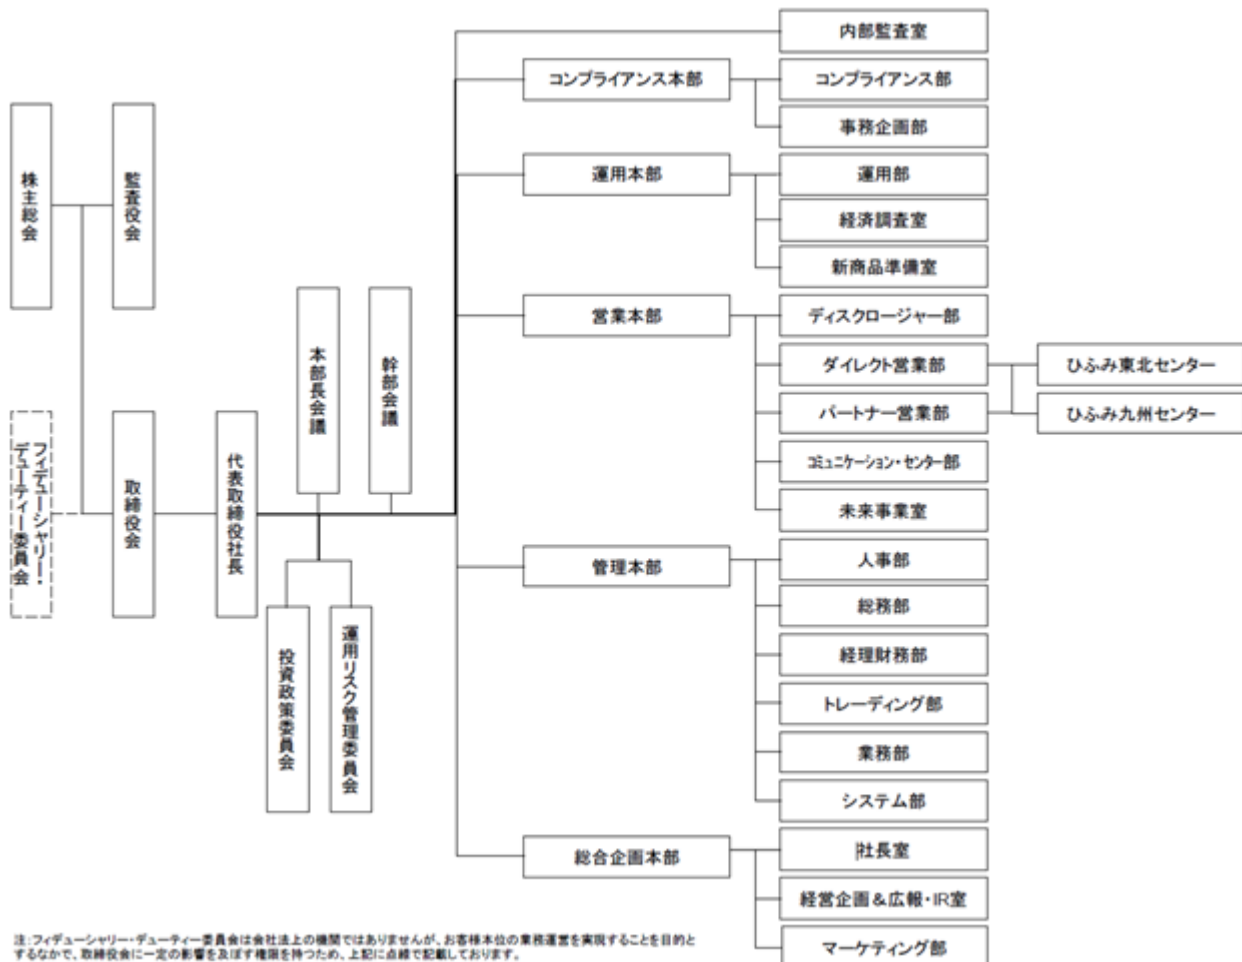 内部監査室
コンプライアンス本部
コンプライアンス部
事務企画部
株主総会
監査役会
運用本部
運用部
経済調査室
新商品準備室
営業本部
ディスクロージャー部
ダイレクト営業部
ひふみ東北センター
パートナー営業部
ひふみ九州センター
コミュニケーション・センター部
未来事業室
本部長会議
幹部会議
フィデューシャリー・
デューティー委員会
取締役会
代表取締役社長
投資政策委員会
運用リスク管理委員会
管理本部
人事部
総務部
経理財務部
トレーディング部
業務部
システム部
総合企画本部
社長室
経営企画&広報・IR室
マーケティング部
注:フィデューシャリー・デューティー委員会は会社法上の機関ではありませんが、お客様本位の業務運営を実現することを目的と
するなかで、取締役会に一定の影響を及ぼす権限を持つため、上記に点線で記載しております。